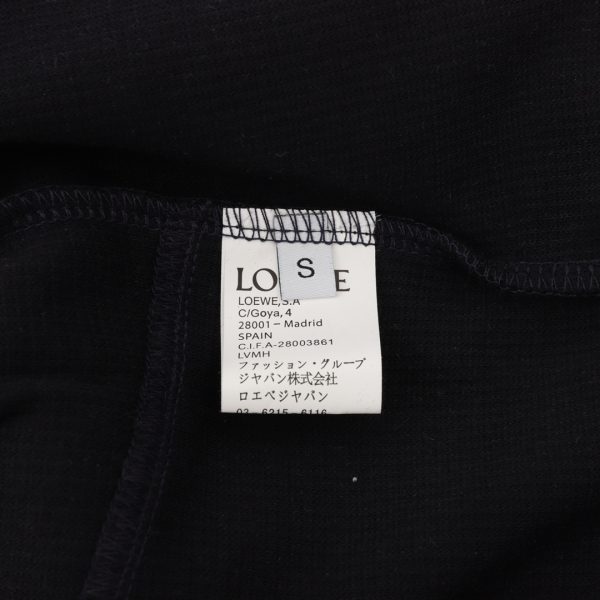 S
LOEWE
LOEWE,S.A
C/Goya, 4
28001 – Madrid
SPAIN
C.I.F.A-28003861
LVMH
ファッション・グループ
ジャパン株式会社
ロエベジャパン
03-6215-6116